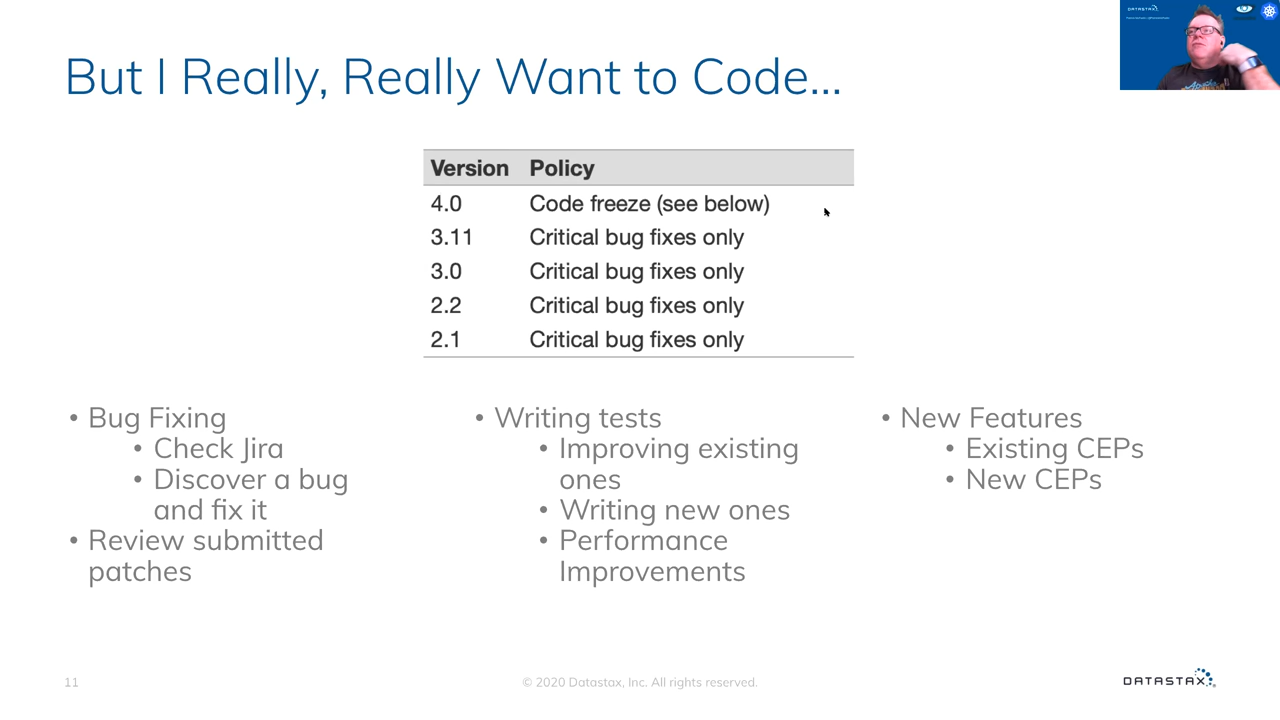 DATASTAX
But I Really, Really Want to Code...
Version Policy
4.0 Code freeze (see below)
3.11 Critical bug fixes only
3.0 Critical bug fixes only
2.2 Critical bug fixes only
2.1 Critical bug fixes only
• Bug Fixing
• Check Jira
• Discover a bug
and fix it
• Review submitted
patches
• Writing tests
• Improving existing
ones
• Writing new ones
• Performance
Improvements
• New Features
• Existing CEPs
• New CEPs
11
© 2020 Datastax, Inc. All rights reserved.
DATASTAX